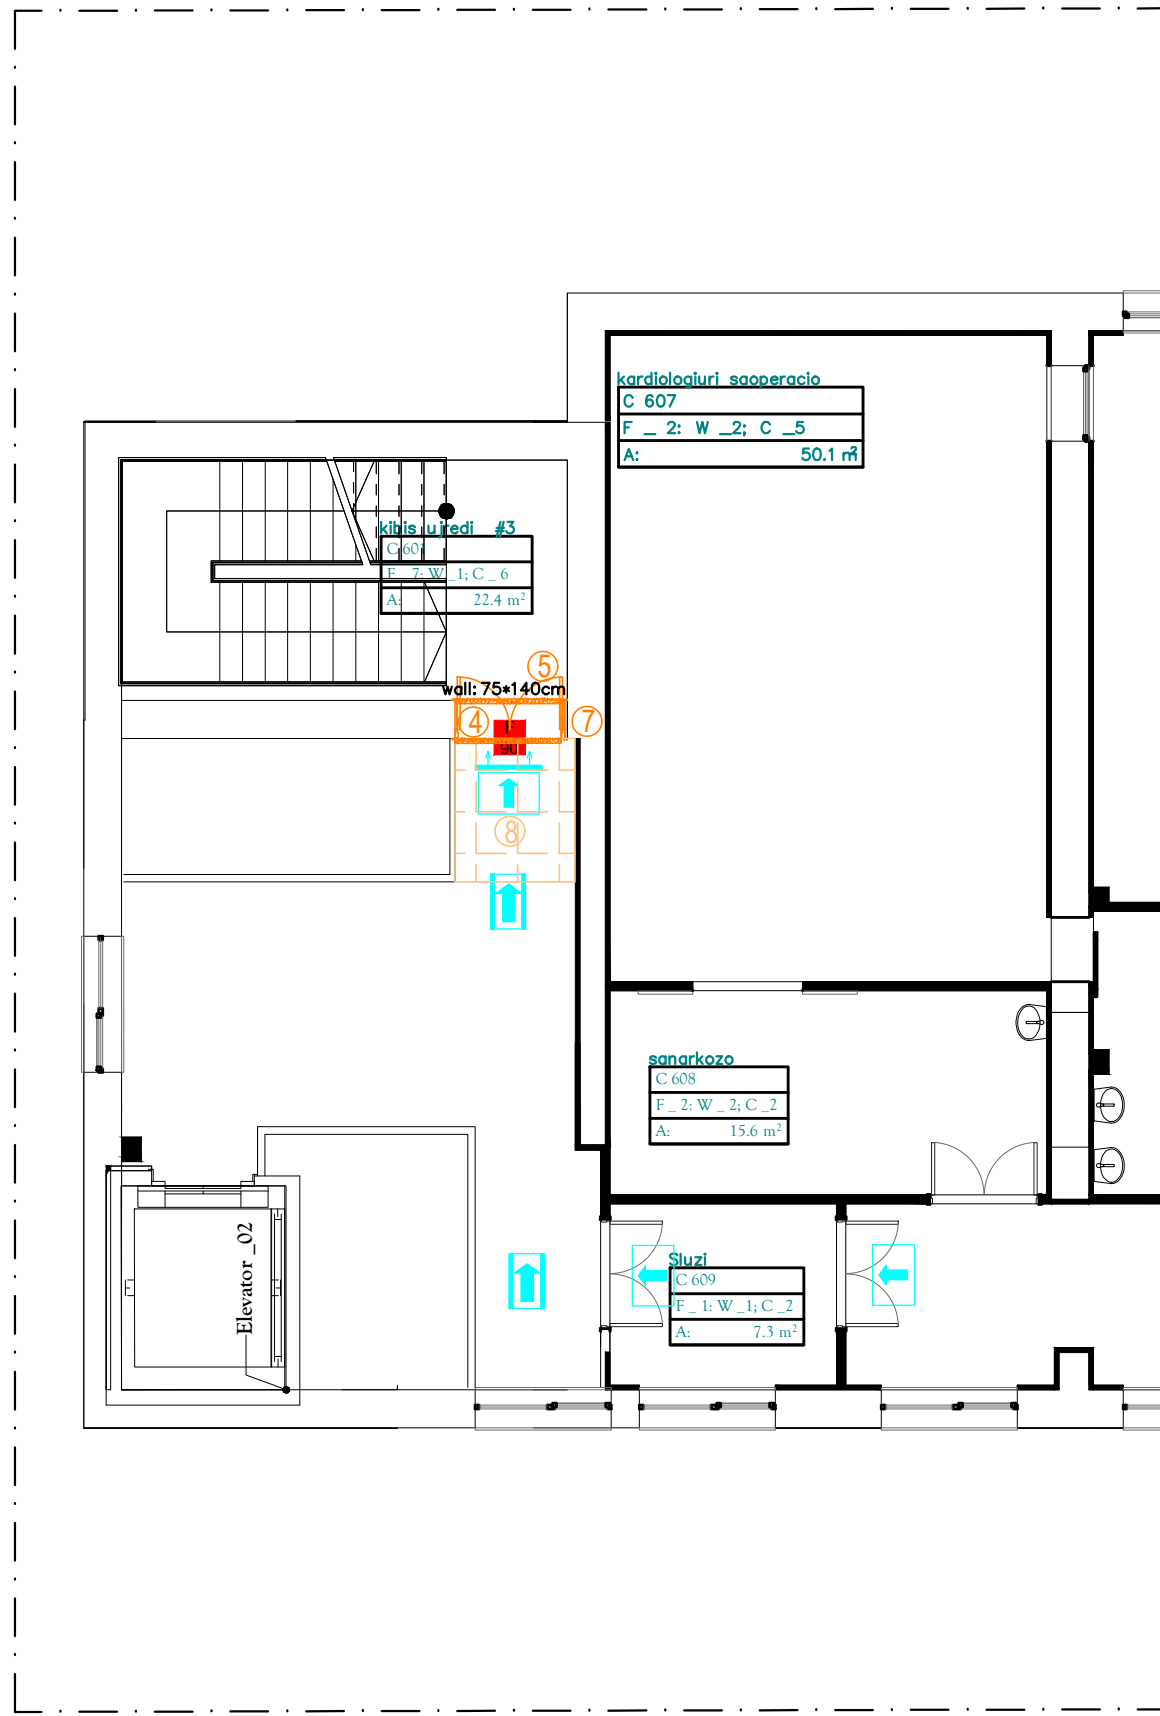 kardiologiuri saoperacio
C 607
F _ 2: W _2; C _5
A: 50.1 m²
kibis ujredi #3
C 601
F _ 7: W _1; C _ 6
A: 22.4 m²
5
wall: 75*140cm
4
7
F
90
8
sanarkozo
C 608
F _ 2: W _ 2; C _2
A: 15.6 m²
Elevator _02
Sluzi
C 609
F _ 1: W _1; C _2
A: 7.3 m²